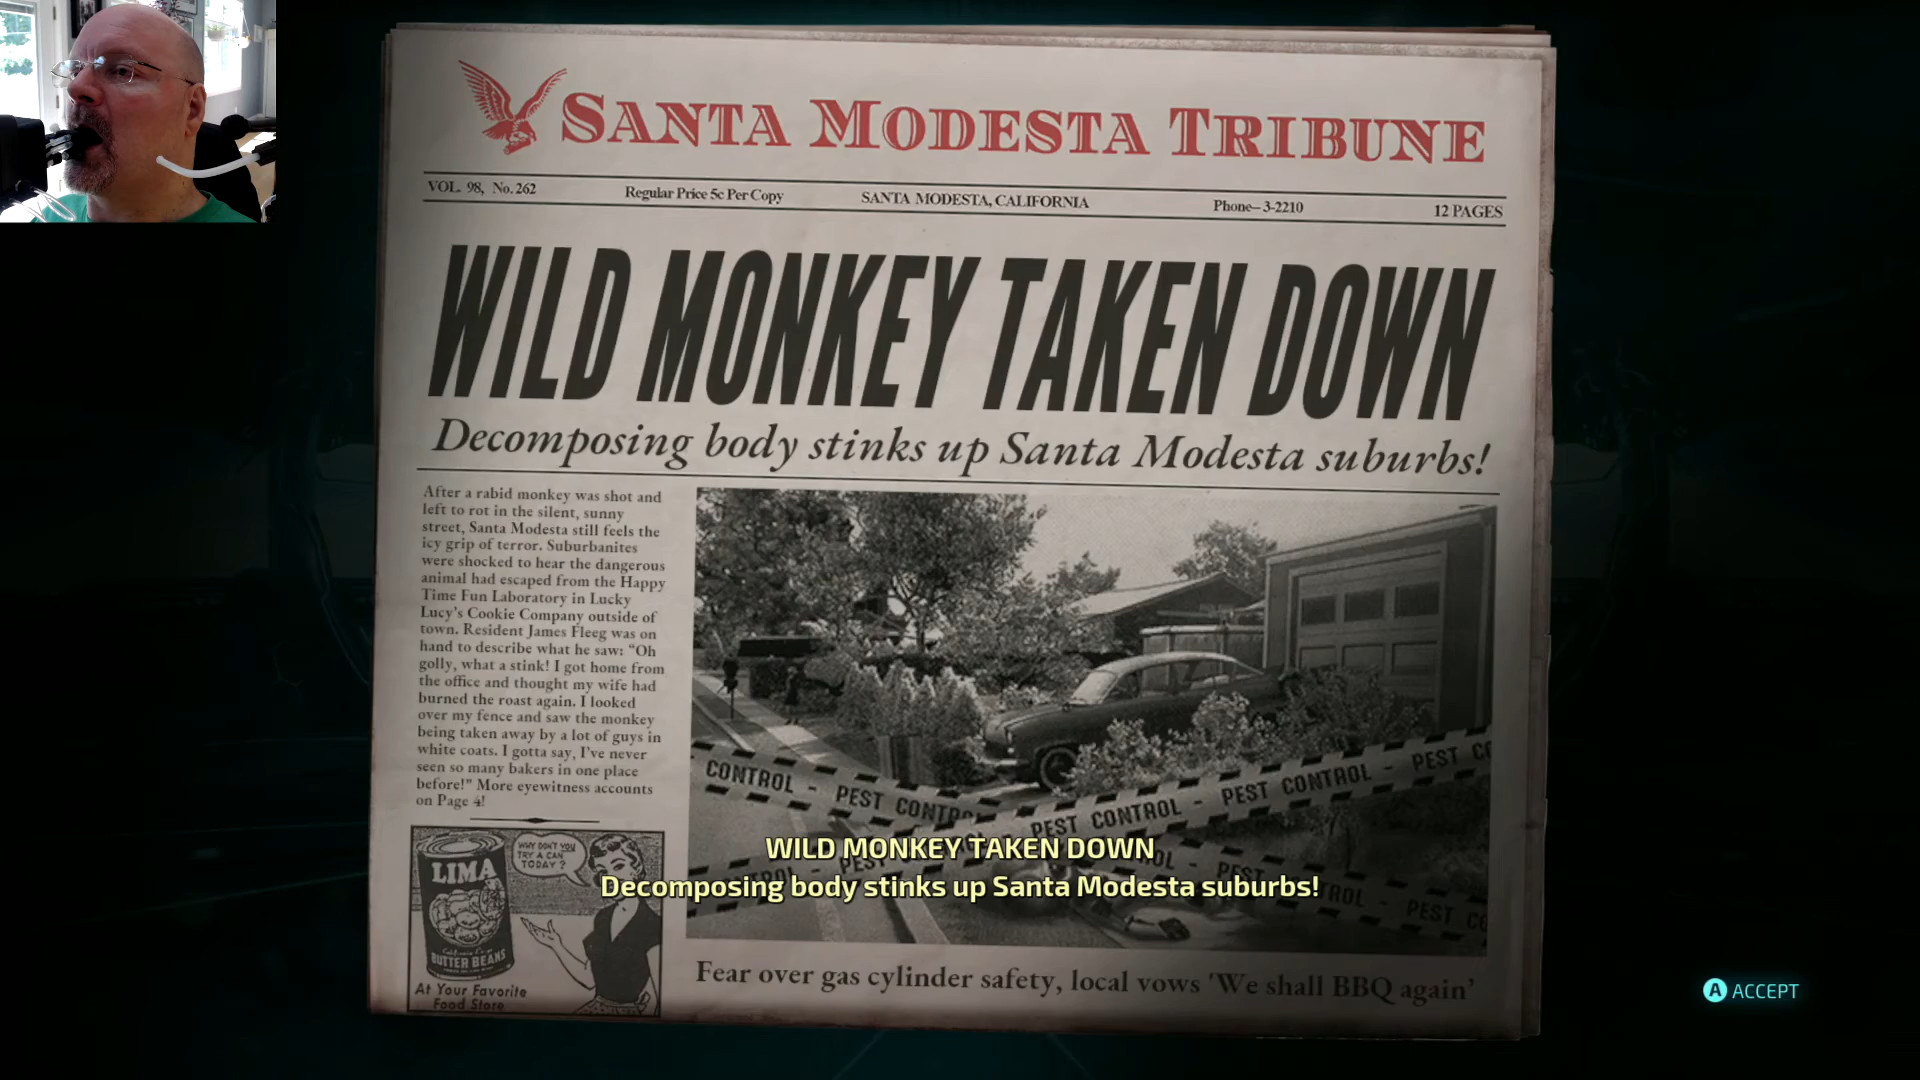 SANTA MODESTA TRIBUNE
VOL. 98, No. 262 Regular Price 5c Per Copy SANTA MODESTA, CALIFORNIA Phone–3-2210 12 PAGES
WILD MONKEY TAKEN DOWN
Decomposing body stinks up Santa Modesta suburbs!
After a rabid monkey was shot and
left to rot in the silent, sunny
street, Santa Modesta still feels the
icy grip of terror. Suburbanites
were shocked to hear the dangerous
animal had escaped from the Happy
Time Fun Laboratory in Lucky
Lucy's Cookie Company outside of
town. Resident James Fleeg was on
hand to describe what he saw: "Oh
golly, what a stink! I got home from
the office and thought my wife had
burned the roast again. I looked
over my fence and saw the monkey
being taken away by a lot of guys in
white coats. I gotta say, I've never
seen so many bakers in one place
before!" More eyewitness accounts
on Page 4!
CONTROL - PEST CONTROL
PEST CONTROL - PEST CONTROL - PEST CO
WILD MONKEY TAKEN DOWN
Decomposing body stinks up Santa Modesta suburbs!
PEST CO
LIMA
BUTTER BEANS
WHY DON'T YOU
TRY A CAN
TODAY?
At Your Favorite
Food Store
Fear over gas cylinder safety, local vows 'We shall BBQ again'
A ACCEPT